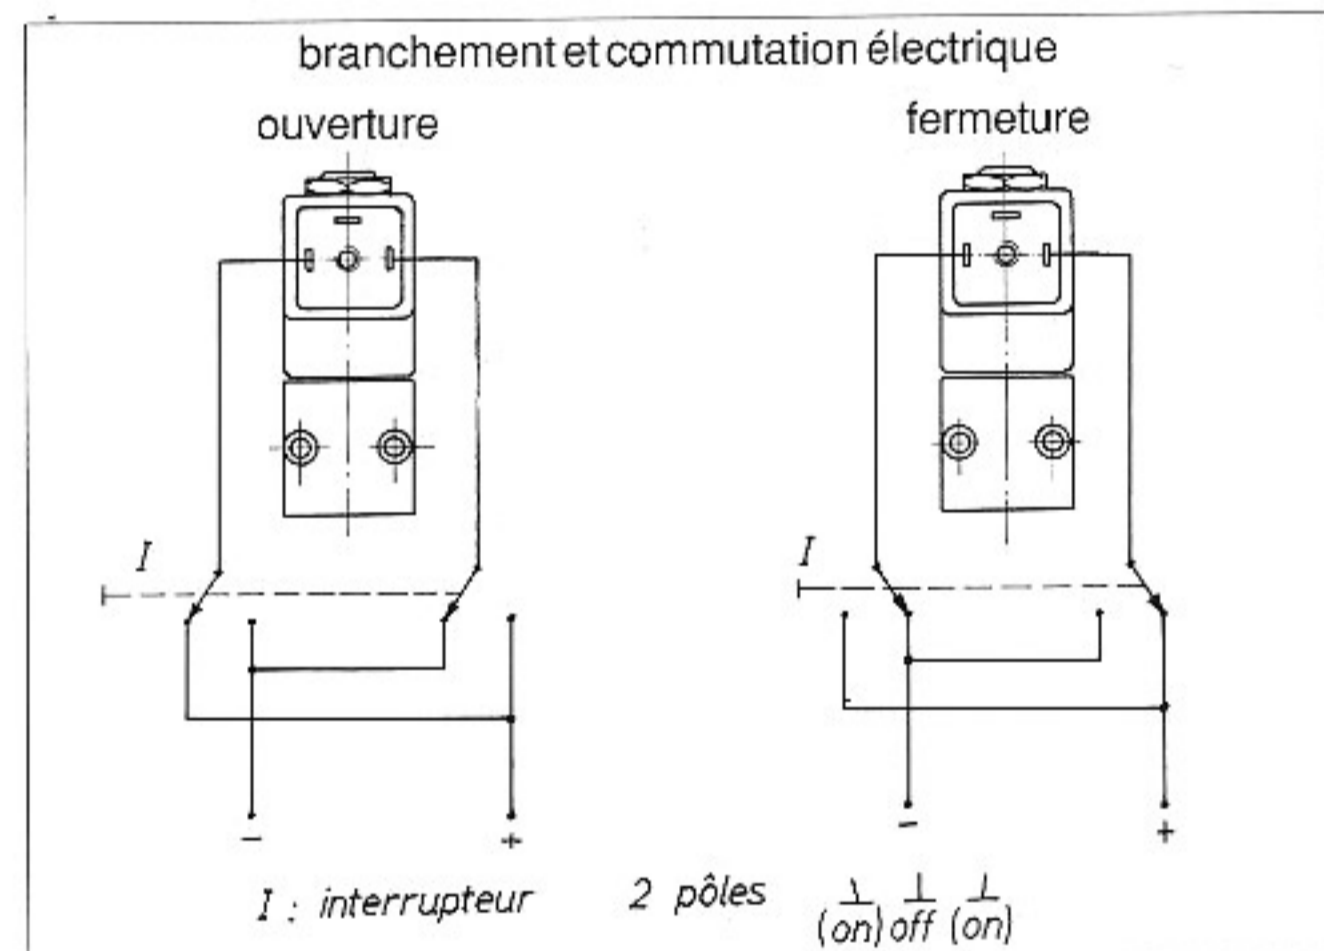 branchement et commutation électrique
ouverture fermeture
I I
- + - +
I : interrupteur 2 pôles (on) off (on)